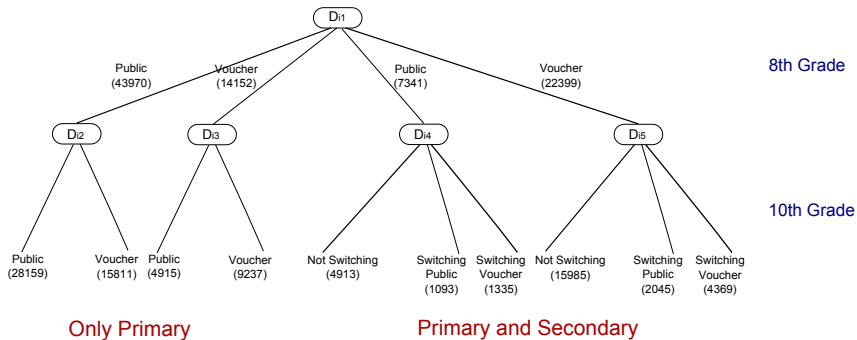 Di1
Public
(43970)
Voucher
(14152)
Public
(7341)
Voucher
(22399)
8th Grade
Di2
Di3
Di4
Di5
10th Grade
Public
(28159)
Voucher
(15811)
Public
(4915)
Voucher
(9237)
Not Switching
(4913)
Switching
Public
(1093)
Switching
Voucher
(1335)
Not Switching
(15985)
Switching
Public
(2045)
Switching
Voucher
(4369)
Only Primary
Primary and Secondary